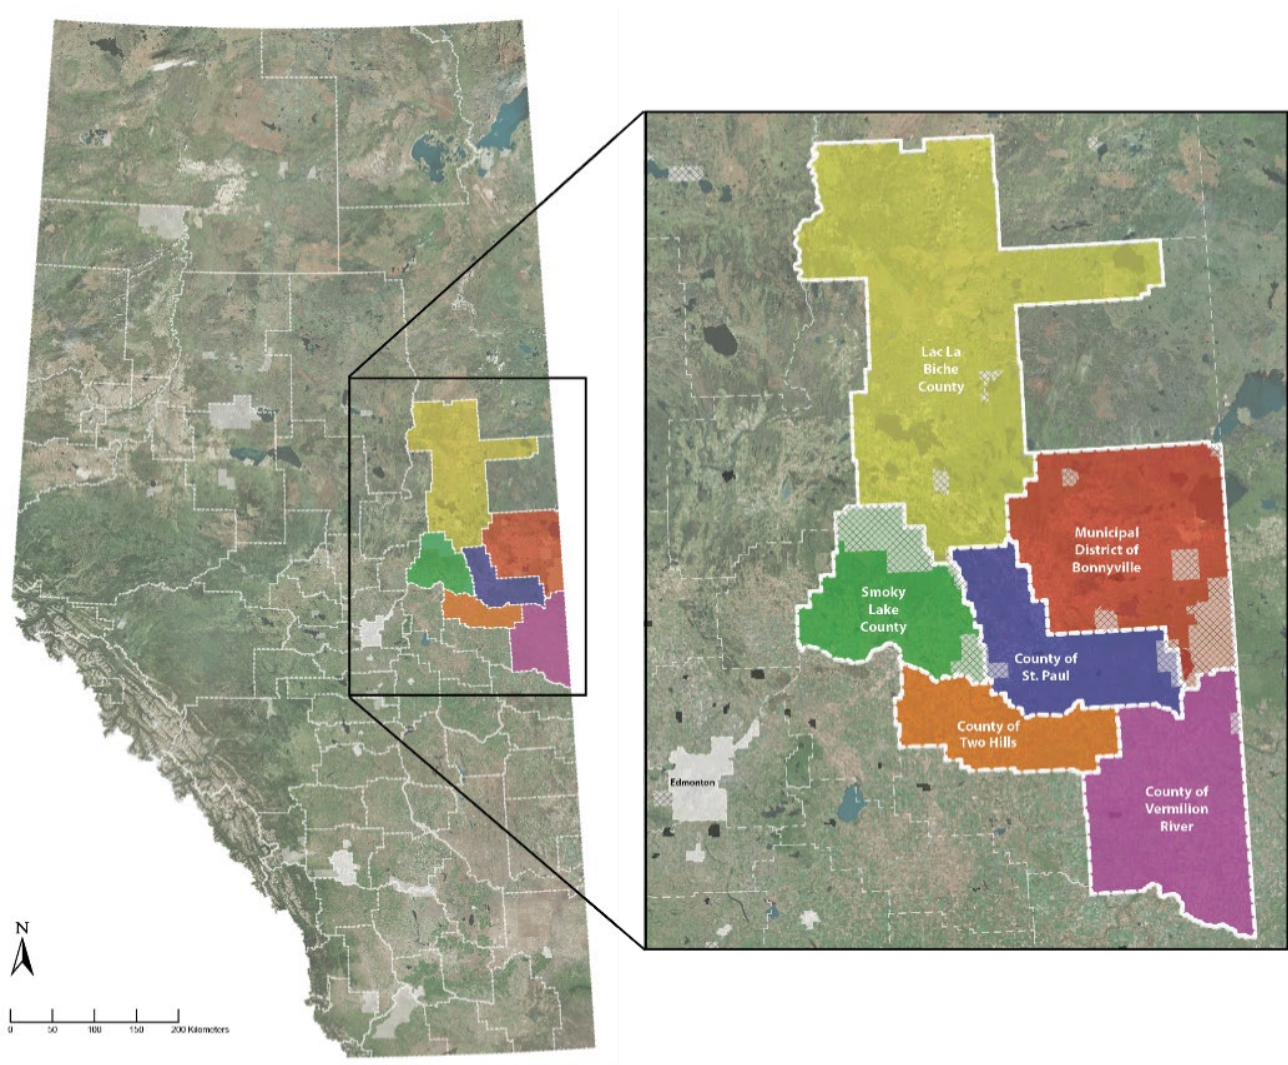 Lac La
Biche
County
Municipal
District of
Bonnyville
Smoky
Lake
County
County of
St. Paul
County of
Two Hills
Edmonton
County of
Vermilion
River
N
0 50 100 150 200 Kilometers